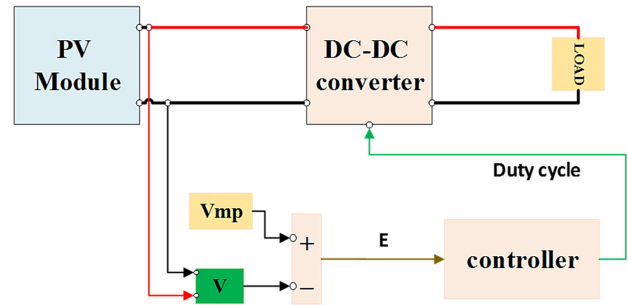 PV
Module
DC-DC
converter
LOAD
Duty cycle
Vmp
+
E
controller
V
−